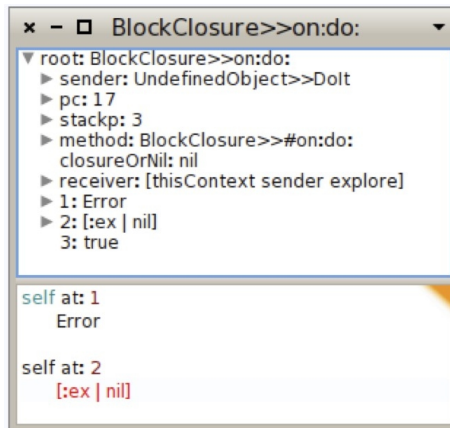 BlockClosure>>on:do:
root: BlockClosure>>on:do:
sender: UndefinedObject>>DoIt
pc: 17
stackp: 3
method: BlockClosure>>#on:do:
closureOrNil: nil
receiver: [thisContext sender explore]
1: Error
2: [:ex | nil]
3: true
self at: 1
Error
self at: 2
[:ex | nil]